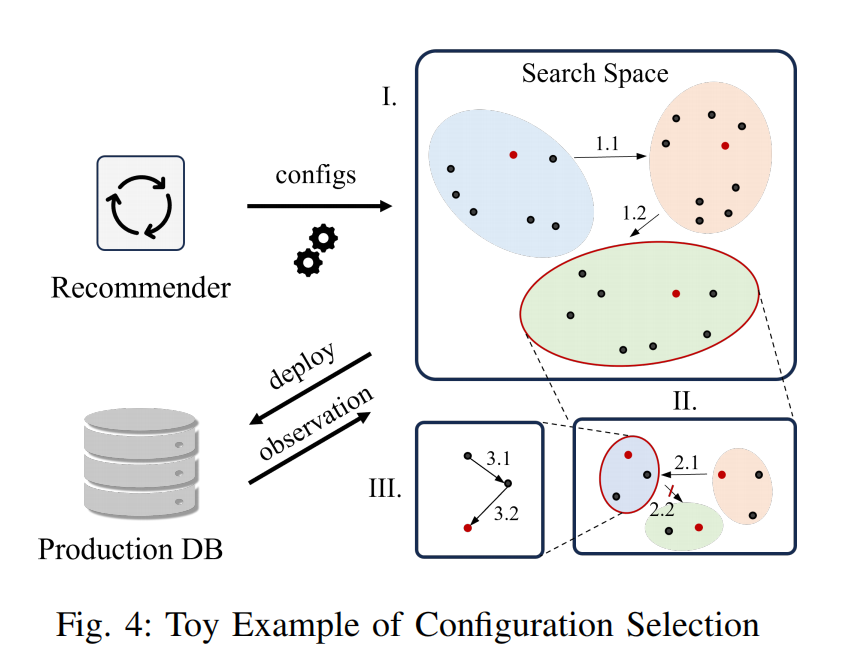 Search Space
I.
1.1
configs
1.2
Recommender
deploy
observation
II.
III.
3.1
3.2
2.1
2.2
Production DB
Fig. 4: Toy Example of Configuration Selection